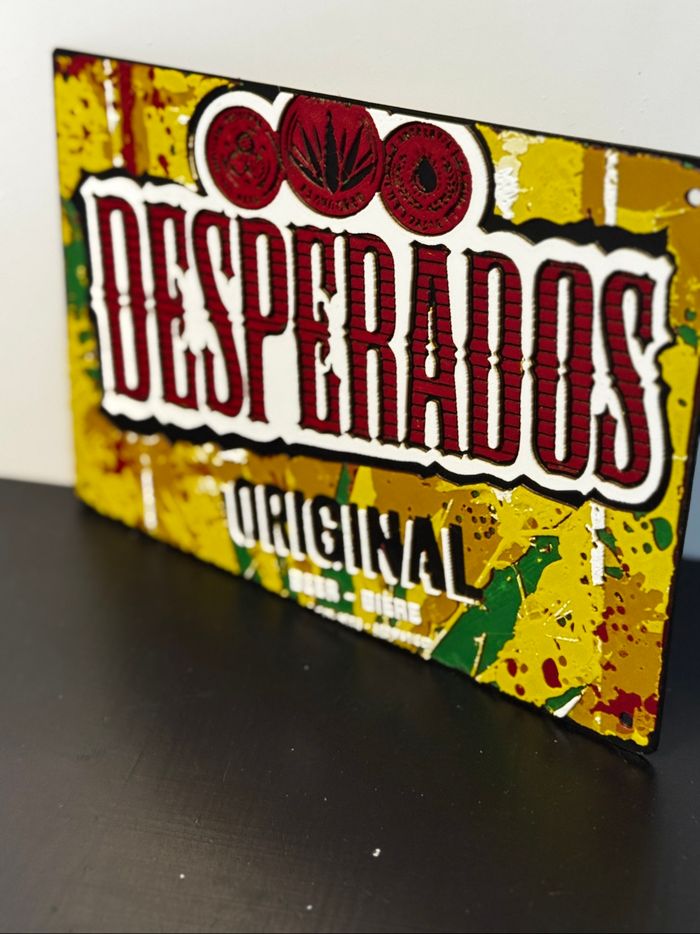 DESPERADOS
ORIGINAL
BEER - BIÈRE